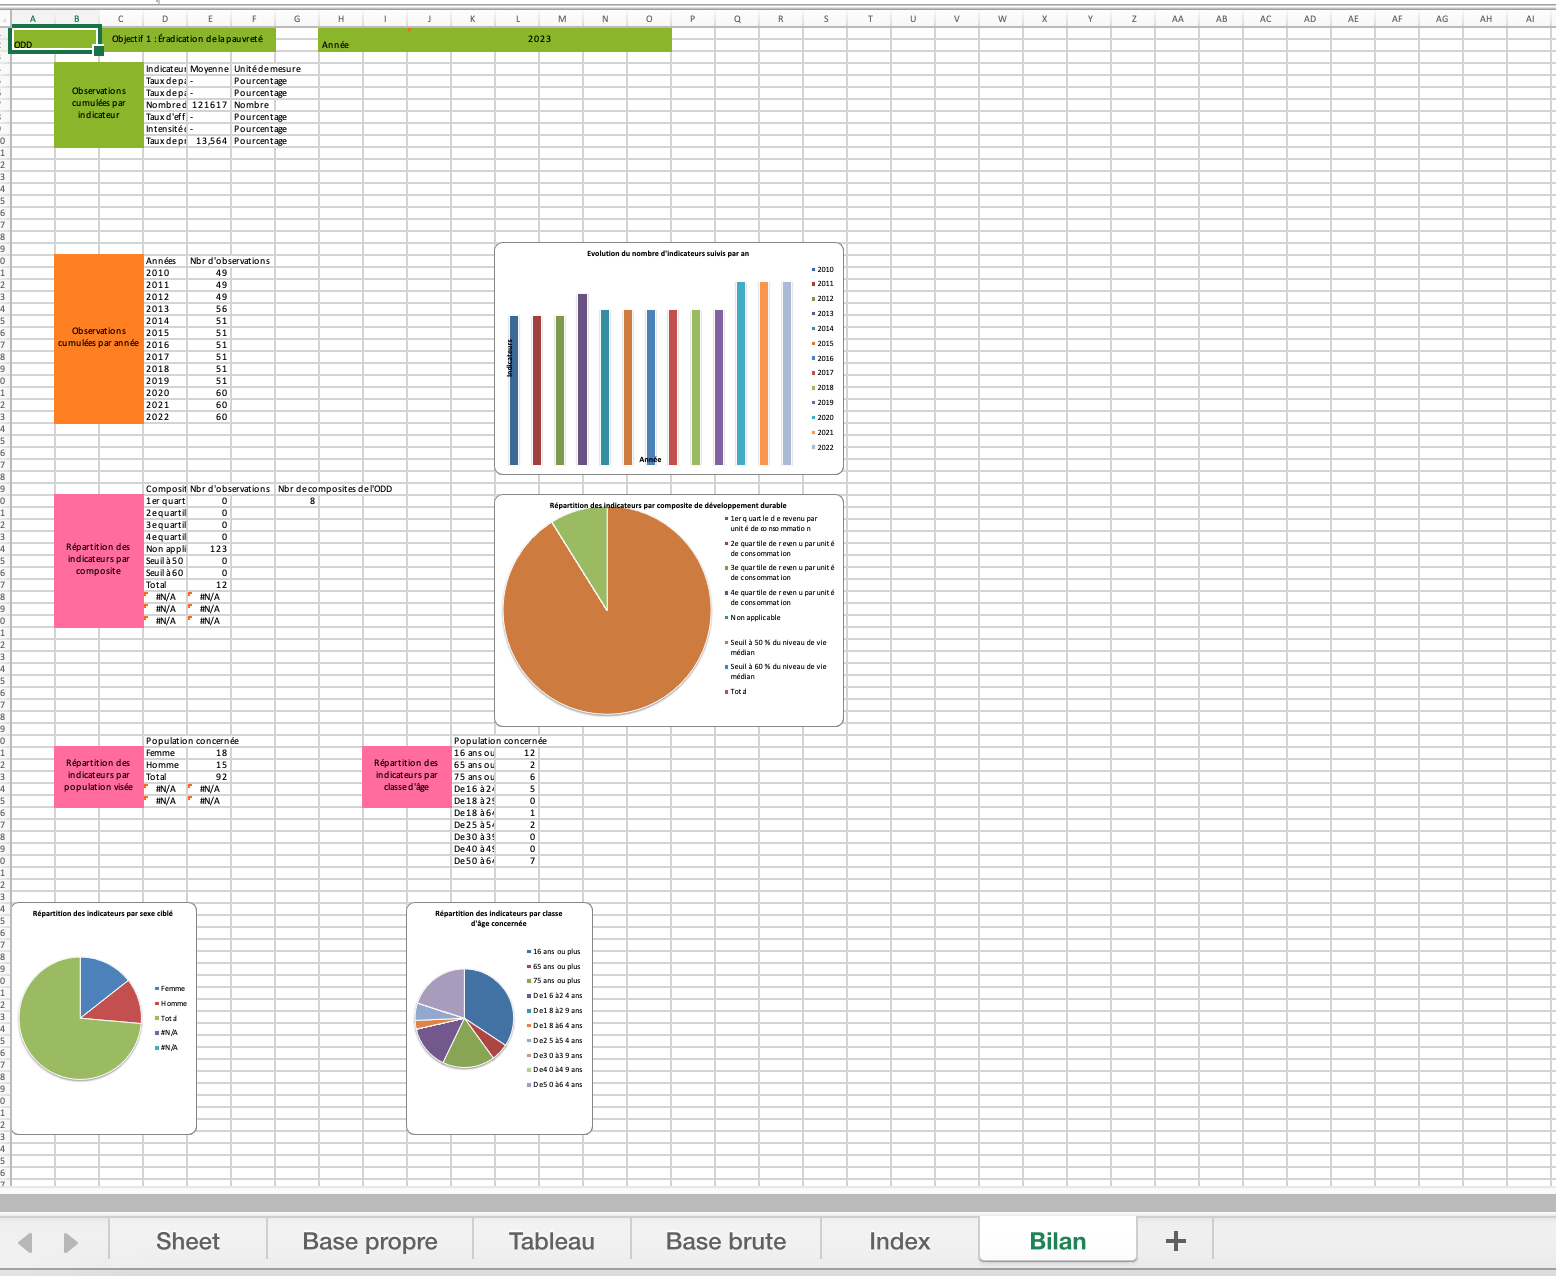 A B C D E F G H I J K L M N O P Q R S T U V W X Y Z AA AB AC AD AE AF AG AH AI
ODD Objectif 1 : Éradication de la pauvreté Année 2023
Observations cumulées par indicateur
Indicateur Moyenne Unité de mesure
Taux de pa - Pourcentage
Taux de pa - Pourcentage
Nombre d 121617 Nombre
Taux d'eff - Pourcentage
Intensité d - Pourcentage
Taux de pr 13,564 Pourcentage
Observations cumulées par année
Années Nbr d'observations
2010 49
2011 49
2012 49
2013 56
2014 51
2015 51
2016 51
2017 51
2018 51
2019 51
2020 60
2021 60
2022 60
Evolution du nombre d'indicateurs suivis par an
Indicateurs
Année
2010
2011
2012
2013
2014
2015
2016
2017
2018
2019
2020
2021
2022
Répartition des indicateurs par composite
Composit Nbr d'observations Nbr de composites de l'ODD
1er quart 0 8
2e quartil 0
3e quartil 0
4e quartil 0
Non appli 123
Seuil à 50 0
Seuil à 60 0
Total 12
#N/A #N/A
#N/A #N/A
#N/A #N/A
Répartition des indicateurs par composite de développement durable
1er quartile de revenu par
unité de consommation
2e quartile de revenu par unité
de consommation
3e quartile de revenu par unité
de consommation
4e quartile de revenu par unité
de consommation
Non applicable
Seuil à 50 % du niveau de vie
médian
Seuil à 60 % du niveau de vie
médian
Total
Répartition des indicateurs par population visée
Population concernée
Femme 18
Homme 15
Total 92
#N/A #N/A
#N/A #N/A
Répartition des indicateurs par classe d'âge
Population concernée
16 ans ou 12
65 ans ou 2
75 ans ou 6
De 16 à 24 5
De 18 à 29 0
De 18 à 64 1
De 25 à 54 2
De 30 à 39 0
De 40 à 49 0
De 50 à 64 7
Répartition des indicateurs par sexe ciblé
Femme
Homme
Total
#N/A
#N/A
Répartition des indicateurs par classe
d'âge concernée
16 ans ou plus
65 ans ou plus
75 ans ou plus
De 16 à 24 ans
De 18 à 29 ans
De 18 à 64 ans
De 25 à 54 ans
De 30 à 39 ans
De 40 à 49 ans
De 50 à 64 ans
Sheet Base propre Tableau Base brute Index Bilan +